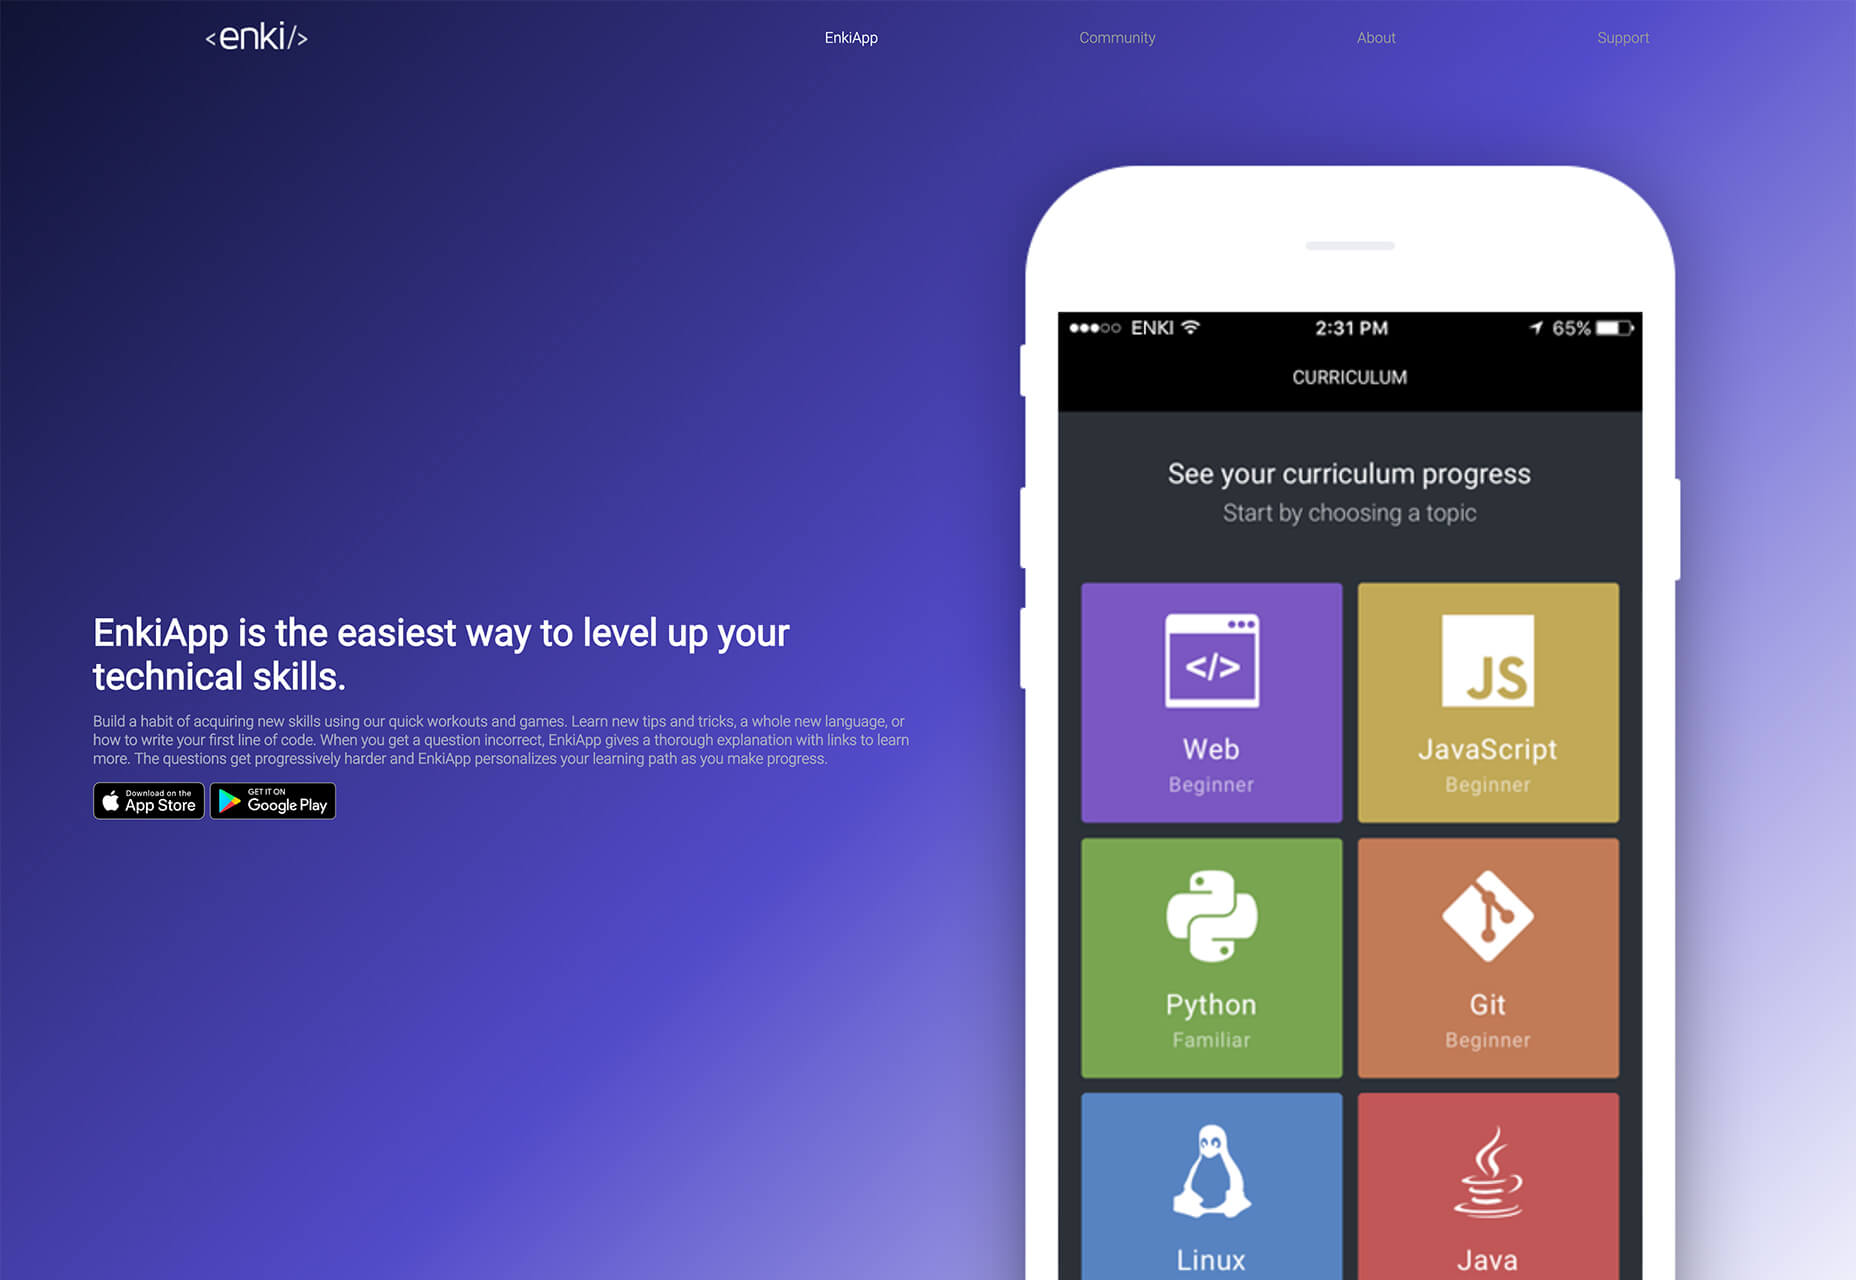 <enki/>
EnkiApp
Community
About
Support
EnkiApp is the easiest way to level up your
technical skills.
Build a habit of acquiring new skills using our quick workouts and games. Learn new tips and tricks, a whole new language, or
how to write your first line of code. When you get a question incorrect, EnkiApp gives a thorough explanation with links to learn
more. The questions get progressively harder and EnkiApp personalizes your learning path as you make progress.
Download on the
App Store
GET IT ON
Google Play
ENKI
2:31 PM
65%
CURRICULUM
See your curriculum progress
Start by choosing a topic
</>
Web
Beginner
JS
JavaScript
Beginner
Python
Familiar
Git
Beginner
Linux
Java